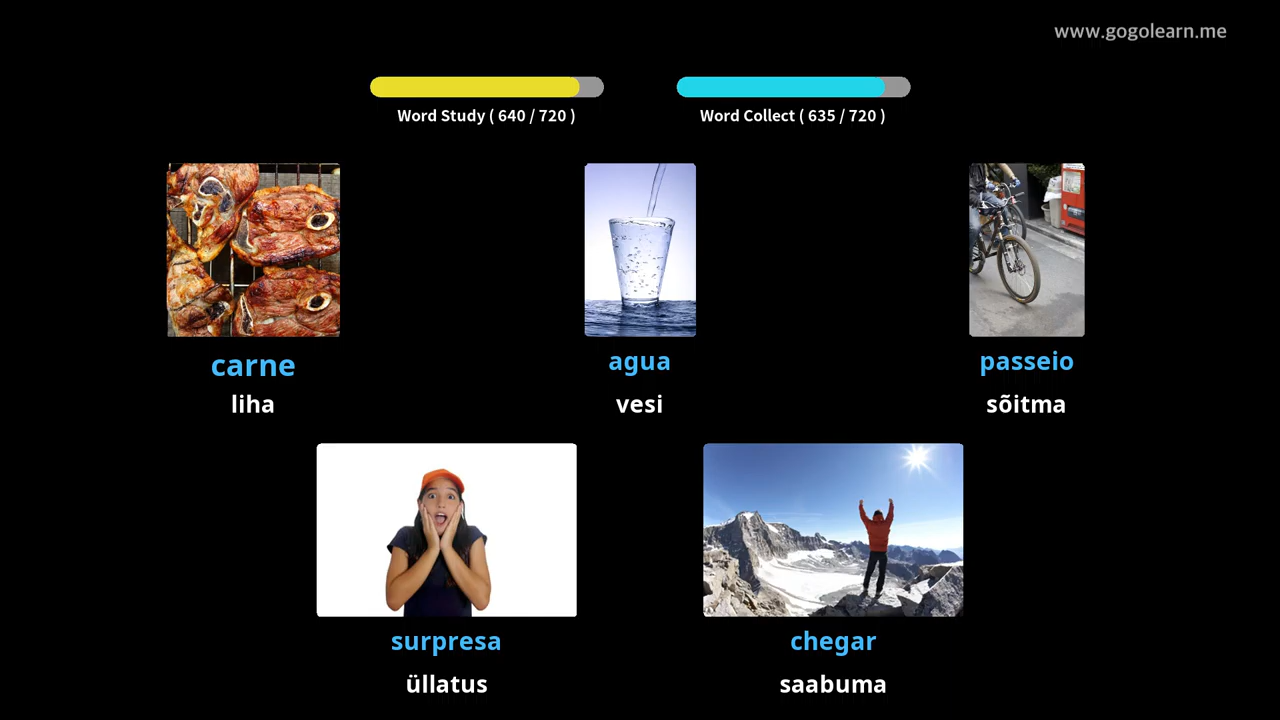 www.gogolearn.me
Word Study ( 640 / 720 )
Word Collect ( 635 / 720 )
carne
agua
passeio
liha
vesi
sõitma
surpresa
chegar
üllatus
saabuma